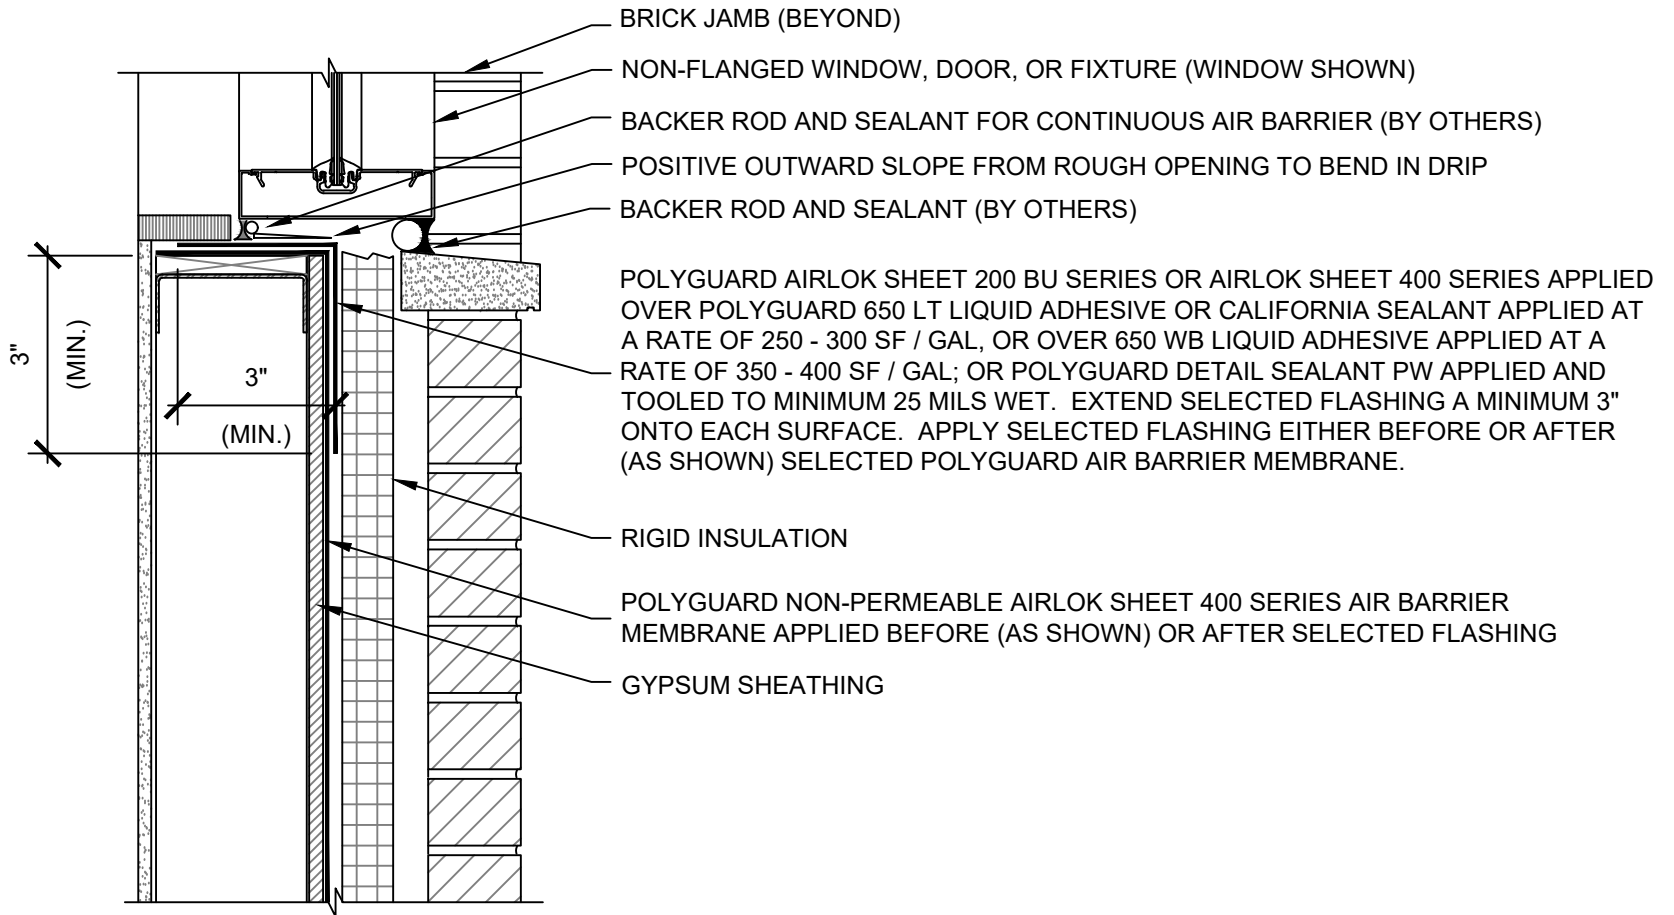 BRICK JAMB (BEYOND)
NON-FLANGED WINDOW, DOOR, OR FIXTURE (WINDOW SHOWN)
BACKER ROD AND SEALANT FOR CONTINUOUS AIR BARRIER (BY OTHERS)
POSITIVE OUTWARD SLOPE FROM ROUGH OPENING TO BEND IN DRIP
BACKER ROD AND SEALANT (BY OTHERS)
POLYGUARD AIRLOK SHEET 200 BU SERIES OR AIRLOK SHEET 400 SERIES APPLIED
OVER POLYGUARD 650 LT LIQUID ADHESIVE OR CALIFORNIA SEALANT APPLIED AT
A RATE OF 250 - 300 SF / GAL, OR OVER 650 WB LIQUID ADHESIVE APPLIED AT A
RATE OF 350 - 400 SF / GAL; OR POLYGUARD DETAIL SEALANT PW APPLIED AND
TOOLED TO MINIMUM 25 MILS WET.  EXTEND SELECTED FLASHING A MINIMUM 3"
ONTO EACH SURFACE.  APPLY SELECTED FLASHING EITHER BEFORE OR AFTER
(AS SHOWN) SELECTED POLYGUARD AIR BARRIER MEMBRANE.
3"
(MIN.)
3"
(MIN.)
RIGID INSULATION
POLYGUARD NON-PERMEABLE AIRLOK SHEET 400 SERIES AIR BARRIER
MEMBRANE APPLIED BEFORE (AS SHOWN) OR AFTER SELECTED FLASHING
GYPSUM SHEATHING